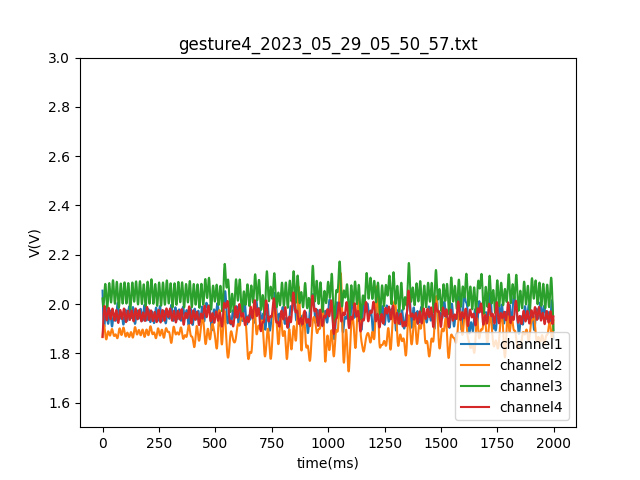 gesture4_2023_05_29_05_50_57.txt
3.0
2.8
2.6
2.4
2.2
2.0
1.8
1.6
V(V)
channel1
channel2
channel3
channel4
0 250 500 750 1000 1250 1500 1750 2000
time(ms)